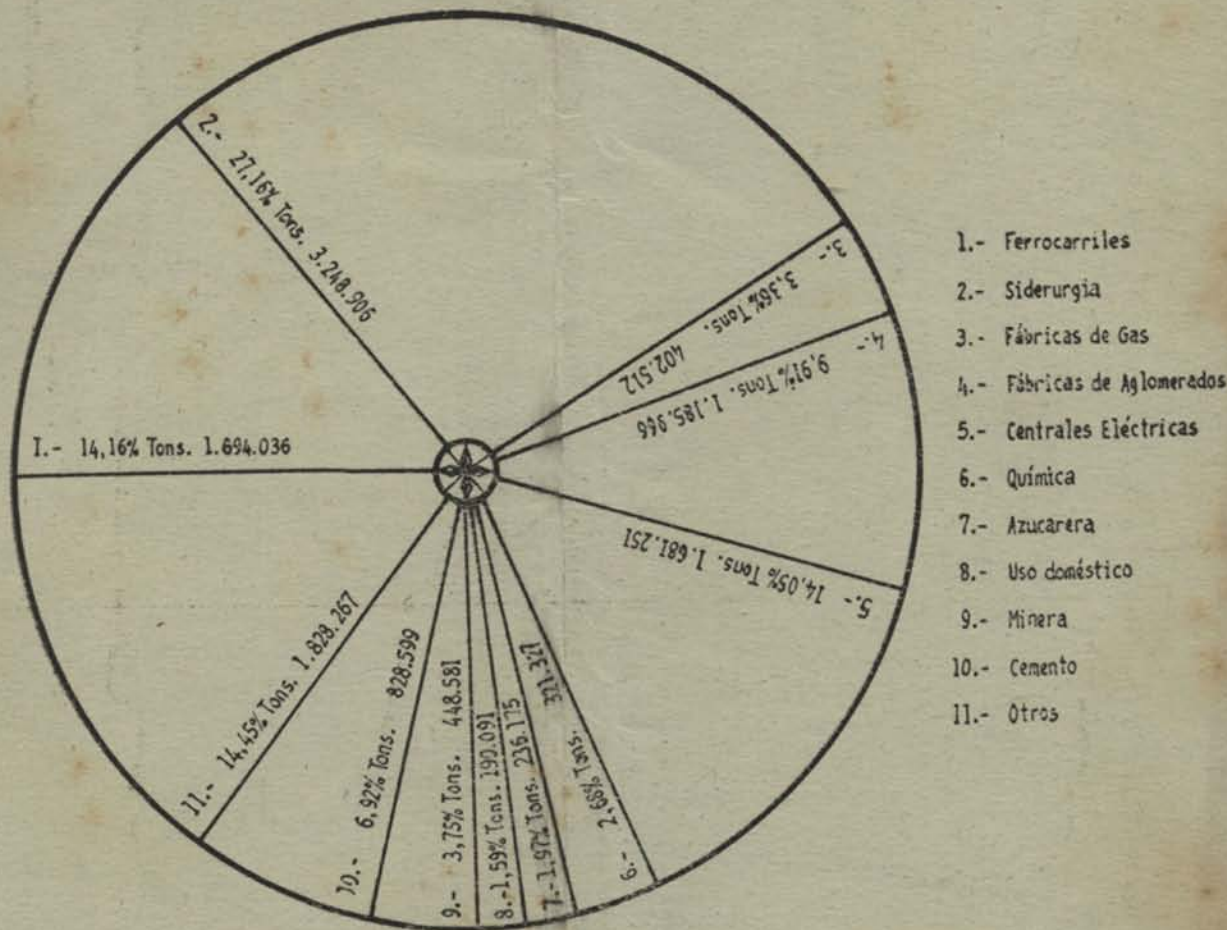 1.- 14,16% Tons. 1.694.036
2.- 27,16% Tons. 3.248.906
3.- 3,36% Tons. 402.512
4.- 9,91% Tons. 1.185.966
5.- 14,05% Tons. 1.681.251
6.- 2,68% Tons. 321.327
7.- 1,97% Tons. 236.175
8.- 1,59% Tons. 190.091
9.- 3,75% Tons. 448.581
10.- 6,92% Tons. 828.599
11.- 14,45% Tons. 1.828.267
1.- Ferrocarriles
2.- Siderurgia
3.- Fábricas de Gas
4.- Fábricas de Aglomerados
5.- Centrales Eléctricas
6.- Química
7.- Azucarera
8.- Uso doméstico
9.- Minera
10.- Cemento
11.- Otros